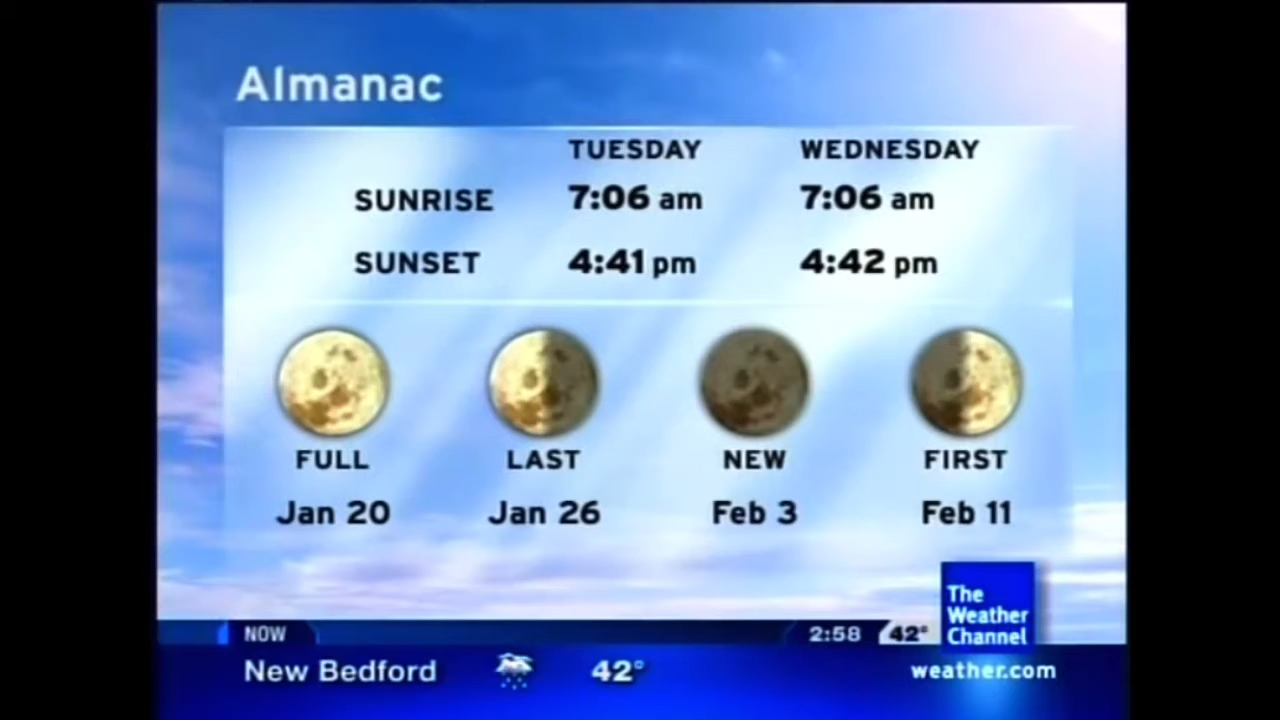 Almanac
TUESDAY WEDNESDAY
SUNRISE 7:06 am 7:06 am
SUNSET 4:41 pm 4:42 pm
FULL LAST NEW FIRST
Jan 20 Jan 26 Feb 3 Feb 11
The
Weather
Channel
NOW 2:58 42°
New Bedford 42° weather.com